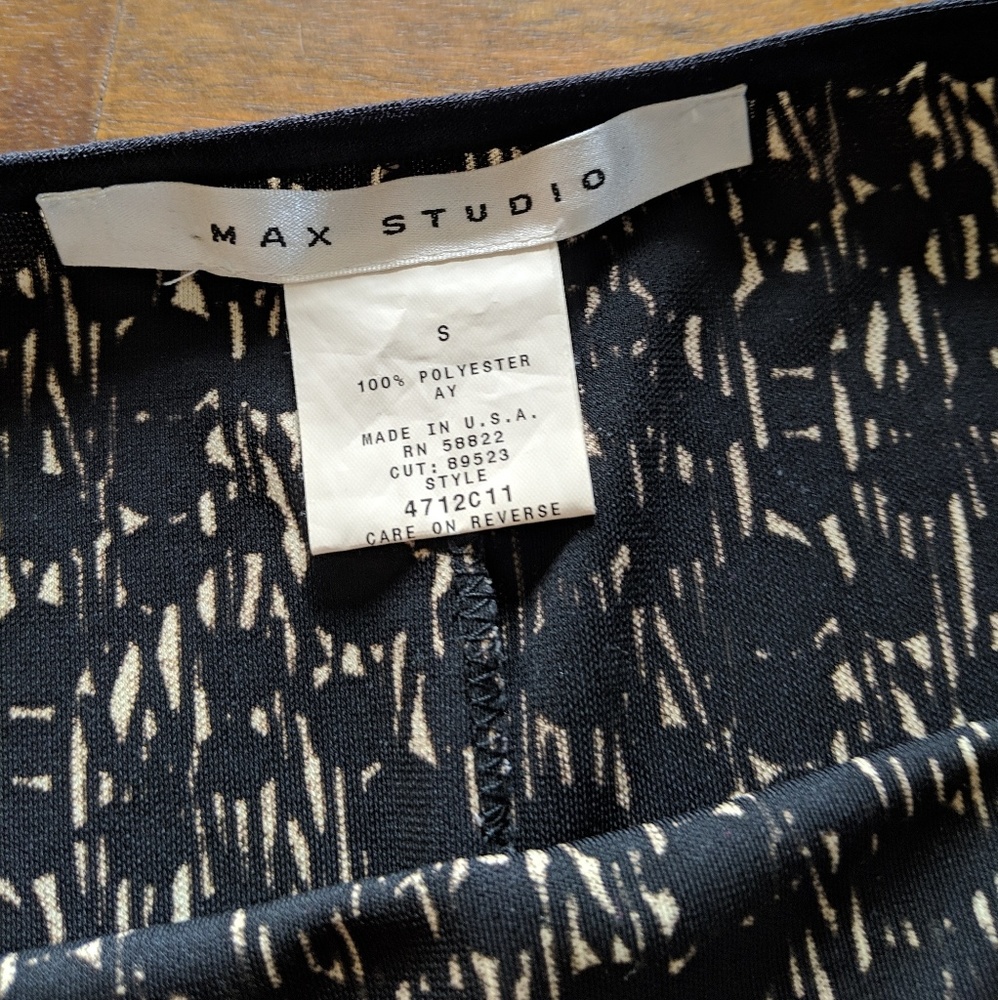 MAX STUDIO
S
100% POLYESTER
AY
MADE IN U.S.A.
RN 58822
CUT: 89523
STYLE
4712C11
CARE ON REVERSE